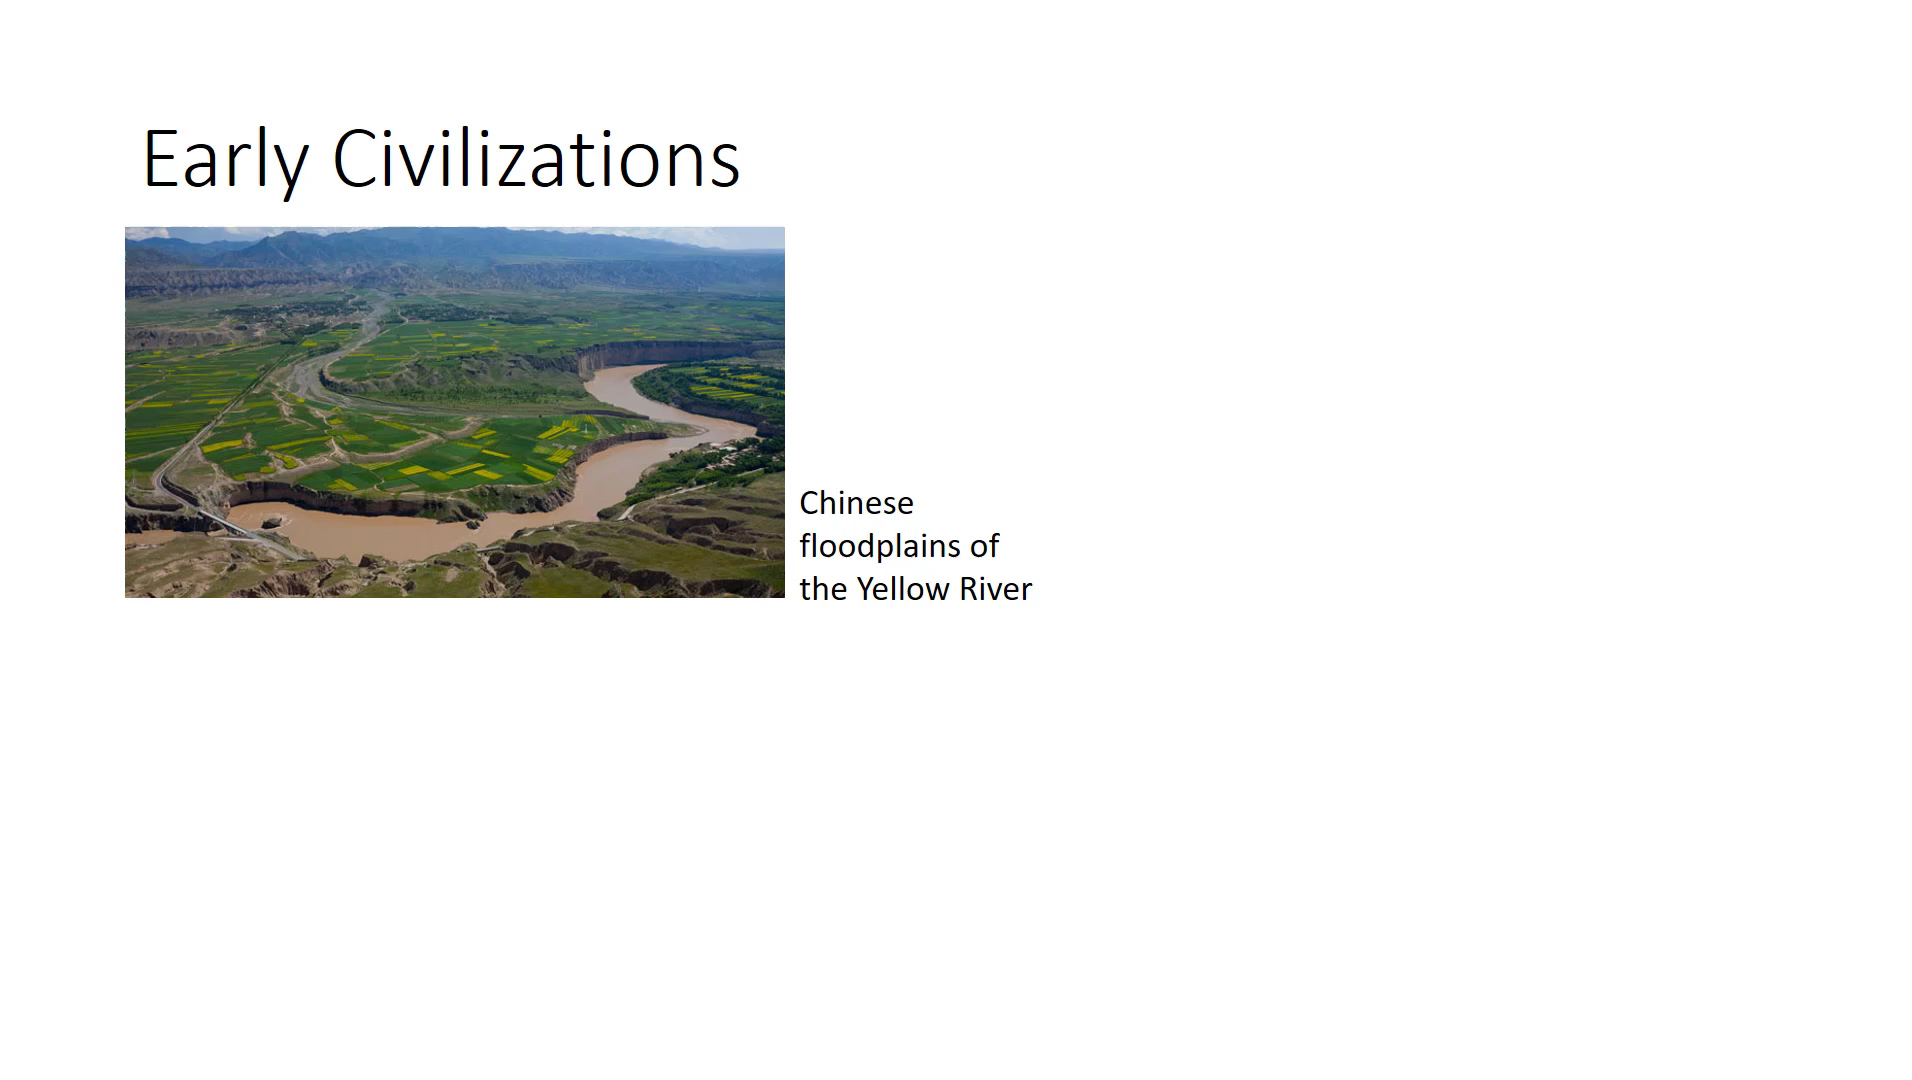 Early Civilizations
Chinese
floodplains of
the Yellow River